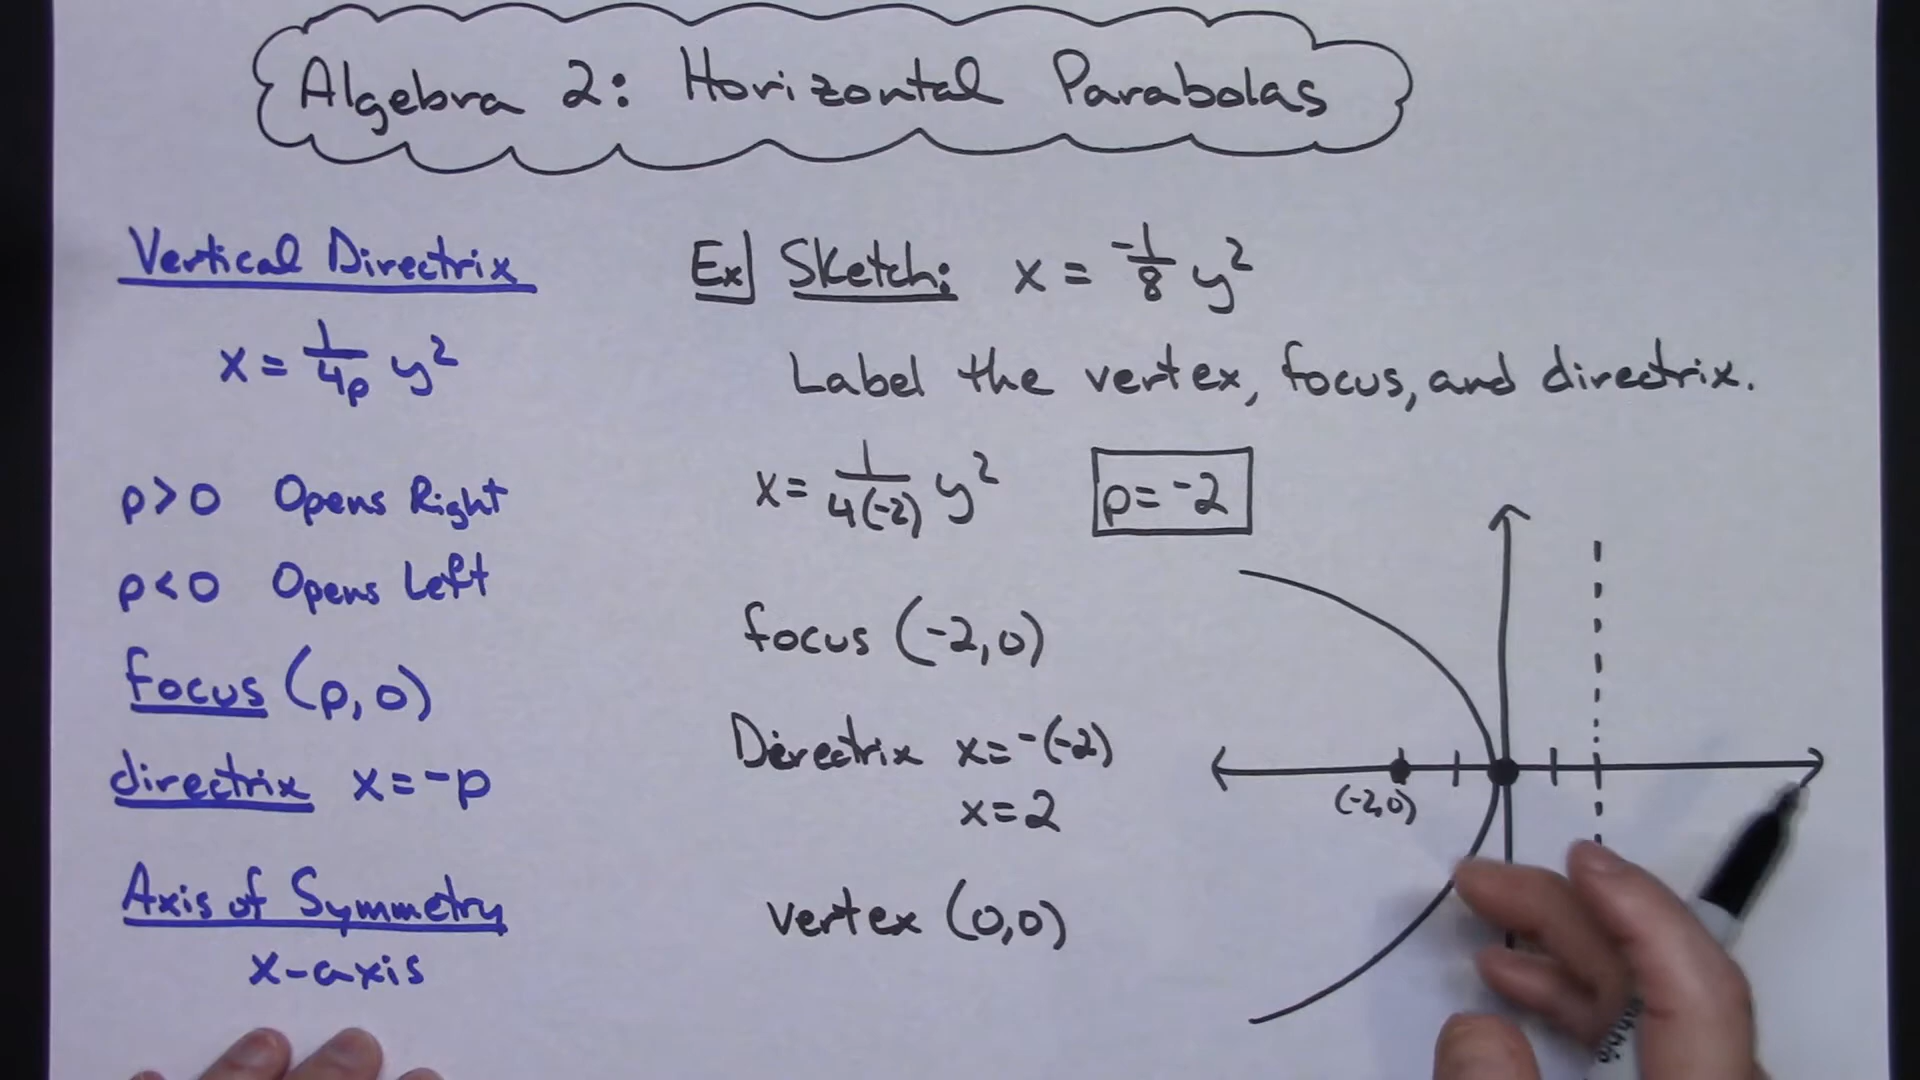 Algebra 2: Horizontal Parabolas
Vertical Directrix
x = 1/4p y²
p>0 Opens Right
p<0 Opens Left
focus (p,0)
directrix x=-p
Axis of Symmetry
x-axis
Ex] Sketch: x = -1/8 y²
Label the vertex, focus, and directrix.
x = 1/4(-2) y² p = -2
focus (-2,0)
Directrix x=-(-2)
x=2
vertex (0,0)
(-2,0)